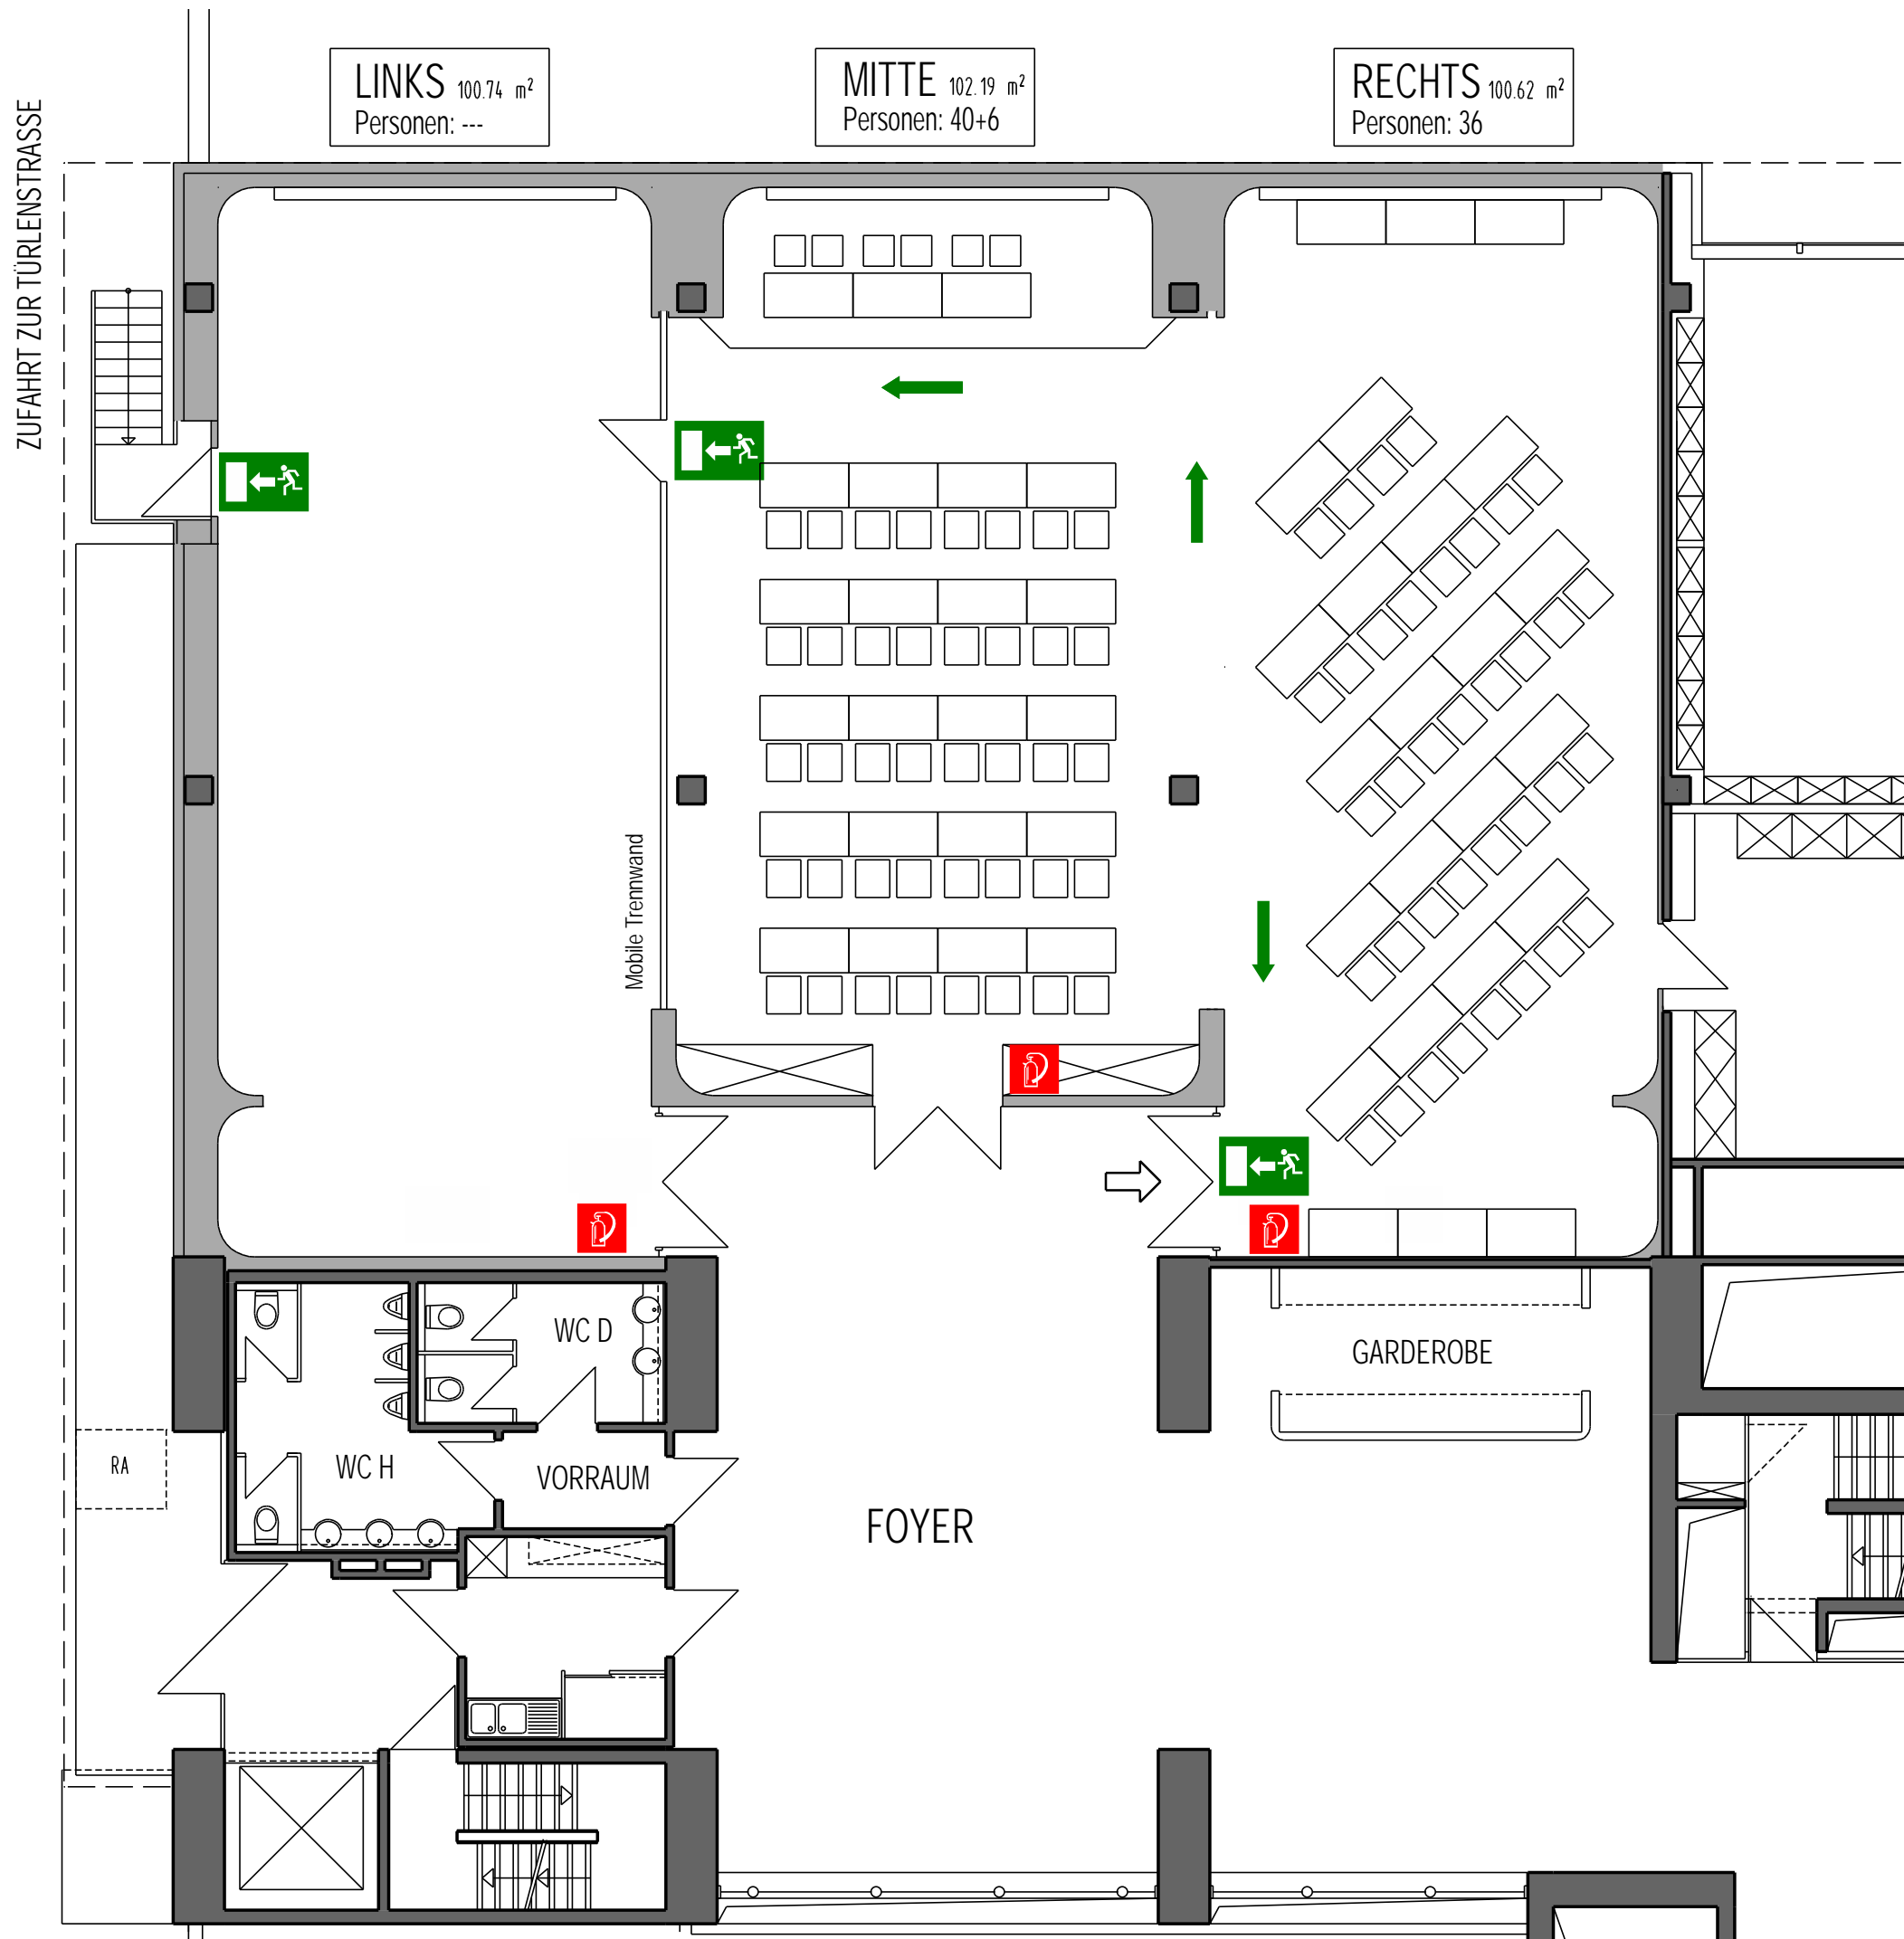 LINKS 100.74 m²
Personen: ---
MITTE 102.19 m²
Personen: 40+6
RECHTS 100.62 m²
Personen: 36
ZUFAHRT ZUR TÜRLENSTRASSE
Mobile Trennwand
WC D
GARDEROBE
WC H
VORRAUM
RA
FOYER